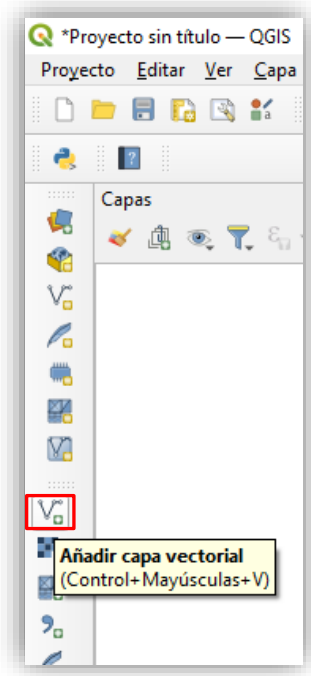 *Proyecto sin título — QGIS
Proyecto Editar Ver Capa
Capas
Añadir capa vectorial
(Control+Mayúsculas+V)